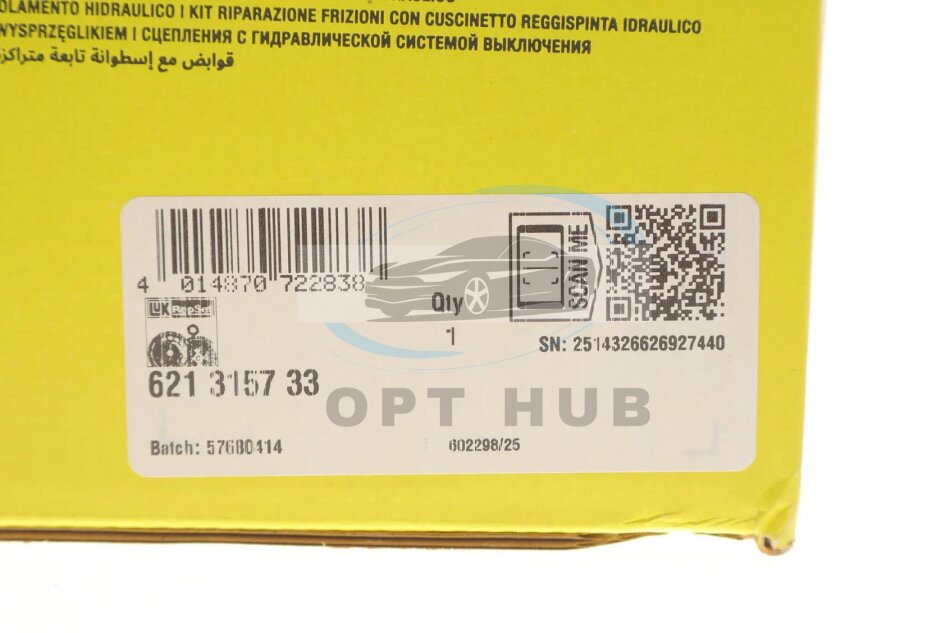 OLAMENTO HIDRAULICO | KIT RIPARAZIONE FRIZIONI CON CUSCINETTO REGGISPINTA IDRAULICO
WYSPRZĘGLIKIEM | СЦЕПЛЕНИЯ С ГИДРАВЛИЧЕСКОЙ СИСТЕМОЙ ВЫКЛЮЧЕНИЯ
قوابض مع إسطوانة تابعة متراكزة
4 014870 722838
Qty
1
SCAN ME!
SN: 2514326626927440
LUK RepSet
621 3157 33
OPT HUB
Batch: 576B0414
602298/25